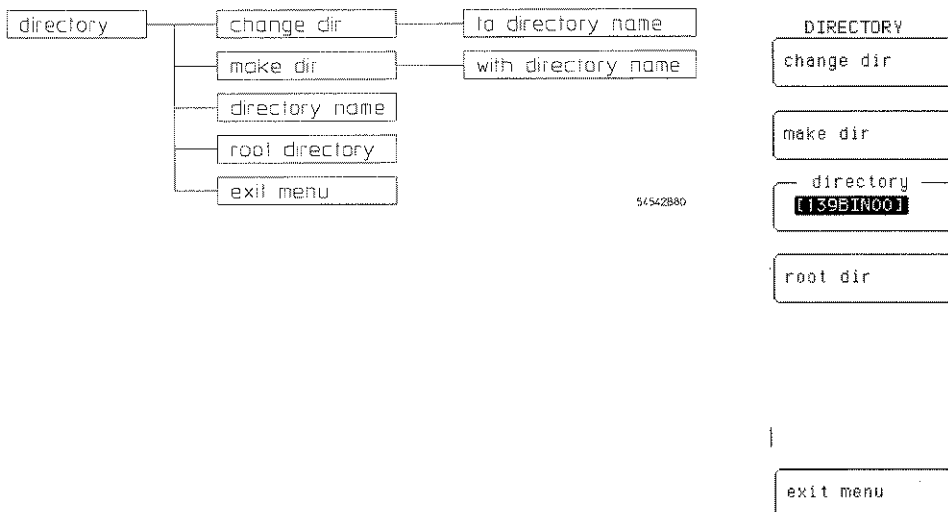 directory
change dir
to directory name
make dir
with directory name
directory name
root directory
exit menu
54542B80
DIRECTORY
change dir
make dir
directory
[139BIN00]
root dir
exit menu